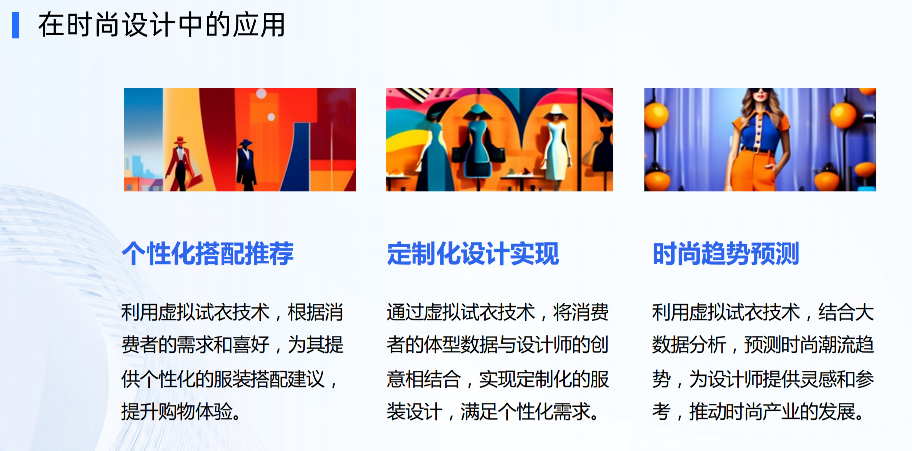 在时尚设计中的应用
个性化搭配推荐
利用虚拟试衣技术，根据消
费者的需求和喜好，为其提
供个性化的服装搭配建议，
提升购物体验。
定制化设计实现
通过虚拟试衣技术，将消费
者的体型数据与设计师的创
意相结合，实现定制化的服
装设计，满足个性化需求。
时尚趋势预测
利用虚拟试衣技术，结合大
数据分析，预测时尚潮流趋
势，为设计师提供灵感和参
考，推动时尚产业的发展。